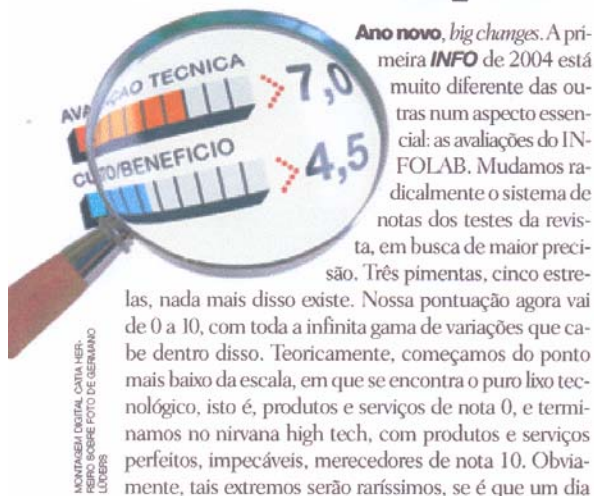 AVALIAÇÃO TECNICA
7,0
CUSTO/BENEFICIO
4,5
Ano novo, big changes. A pri-
meira INFO de 2004 está
muito diferente das ou-
tras num aspecto essen-
cial: as avaliações do IN-
FOLAB. Mudamos ra-
dicalmente o sistema de
notas dos testes da revis-
ta, em busca de maior preci-
são. Três pimentas, cinco estre-
las, nada mais disso existe. Nossa pontuação agora vai
de 0 a 10, com toda a infinita gama de variações que ca-
be dentro disso. Teoricamente, começamos do ponto
mais baixo da escala, em que se encontra o puro lixo tec-
nológico, isto é, produtos e serviços de nota 0, e termi-
namos no nirvana high tech, com produtos e serviços
perfeitos, impecáveis, merecedores de nota 10. Obvia-
mente, tais extremos serão raríssimos, se é que um dia
MONTAGEM DIGITAL CATIA HER-
REIRO SOBRE FOTO DE GERMANO
LÜDERS